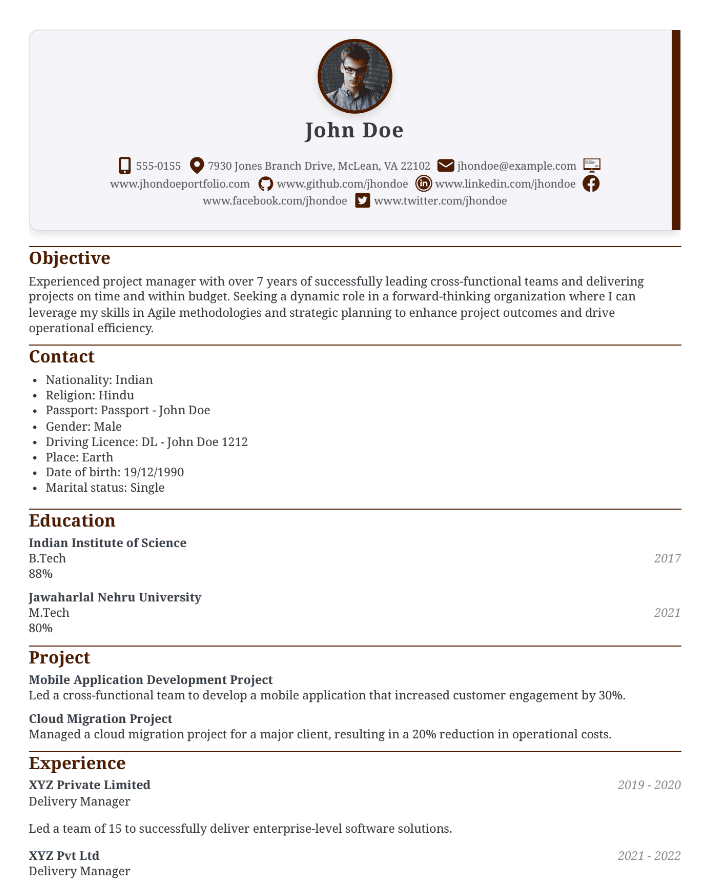 John Doe
555-0155 7930 Jones Branch Drive, McLean, VA 22102 jhondoe@example.com
www.jhondoeportfolio.com www.github.com/jhondoe www.linkedin.com/jhondoe
www.facebook.com/jhondoe www.twitter.com/jhondoe
Objective
Experienced project manager with over 7 years of successfully leading cross-functional teams and delivering
projects on time and within budget. Seeking a dynamic role in a forward-thinking organization where I can
leverage my skills in Agile methodologies and strategic planning to enhance project outcomes and drive
operational efficiency.
Contact
• Nationality: Indian
• Religion: Hindu
• Passport: Passport - John Doe
• Gender: Male
• Driving Licence: DL - John Doe 1212
• Place: Earth
• Date of birth: 19/12/1990
• Marital status: Single
Education
Indian Institute of Science
B.Tech 2017
88%
Jawaharlal Nehru University
M.Tech 2021
80%
Project
Mobile Application Development Project
Led a cross-functional team to develop a mobile application that increased customer engagement by 30%.
Cloud Migration Project
Managed a cloud migration project for a major client, resulting in a 20% reduction in operational costs.
Experience
XYZ Private Limited 2019 - 2020
Delivery Manager
Led a team of 15 to successfully deliver enterprise-level software solutions.
XYZ Pvt Ltd 2021 - 2022
Delivery Manager